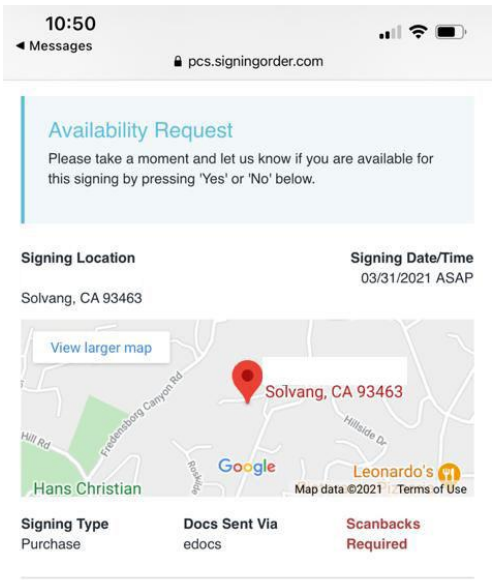 10:50
◀ Messages
pcs.signingorder.com
Availability Request
Please take a moment and let us know if you are available for
this signing by pressing 'Yes' or 'No' below.
Signing Location
Signing Date/Time
03/31/2021 ASAP
Solvang, CA 93463
View larger map
Fredensborg Canyon Rd
Solvang, CA 93463
Hill Rd
Hillside Dr
Google
Leonardo's
Hans Christian
Map data ©2021 Terms of Use
Signing Type
Docs Sent Via
Scanbacks
Purchase
edocs
Required